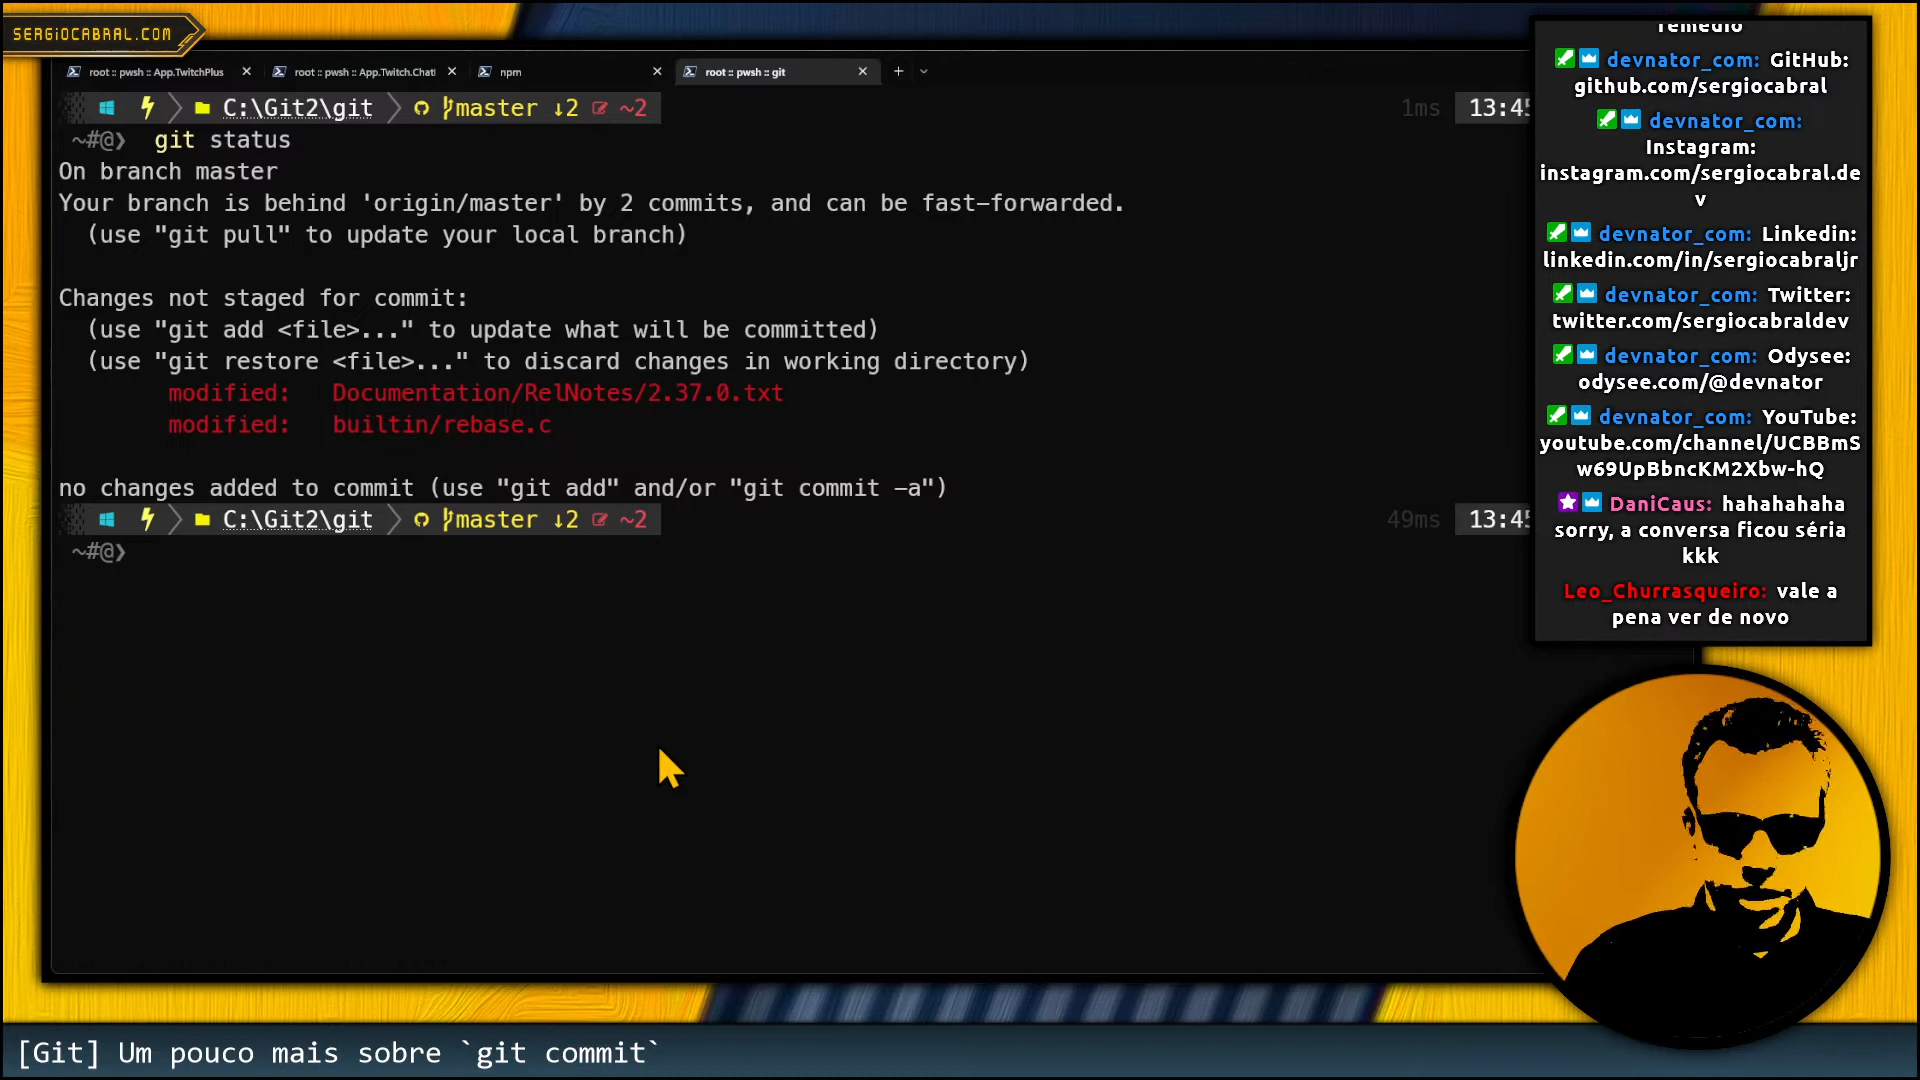 SERGIOCABRAL.COM
root :: pwsh :: App.TwitchPlus
root :: pwsh :: App.Twitch.Chatl
npm
root :: pwsh :: git
C:\Git2\git master ↓2 ~2 1ms 13:45
~#@❯ git status
On branch master
Your branch is behind 'origin/master' by 2 commits, and can be fast-forwarded.
(use "git pull" to update your local branch)
Changes not staged for commit:
(use "git add <file>..." to update what will be committed)
(use "git restore <file>..." to discard changes in working directory)
modified: Documentation/RelNotes/2.37.0.txt
modified: builtin/rebase.c
no changes added to commit (use "git add" and/or "git commit -a")
C:\Git2\git master ↓2 ~2 49ms 13:45
~#@❯
remédio
devnator_com: GitHub:
github.com/sergiocabral
devnator_com:
Instagram:
instagram.com/sergiocabral.de
v
devnator_com: Linkedin:
linkedin.com/in/sergiocabraljr
devnator_com: Twitter:
twitter.com/sergiocabraldev
devnator_com: Odysee:
odysee.com/@devnator
devnator_com: YouTube:
youtube.com/channel/UCBBmS
w69UpBbncKM2Xbw-hQ
DaniCaus: hahahahaha
sorry, a conversa ficou séria
kkk
Leo_Churrasqueiro: vale a
pena ver de novo
[Git] Um pouco mais sobre `git commit`